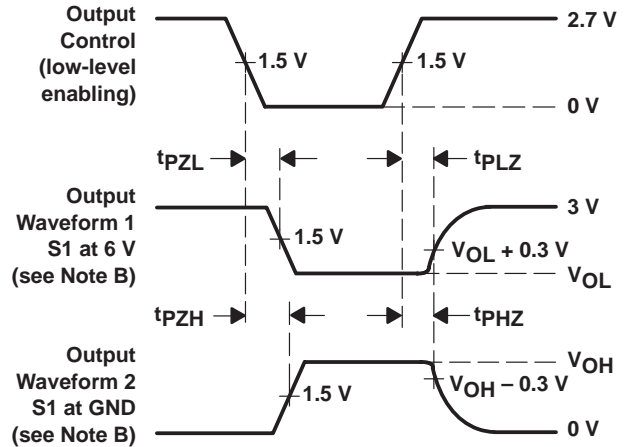 Output
Control
(low-level
enabling)
2.7 V
1.5 V
1.5 V
0 V
tPZL
tPLZ
Output
Waveform 1
S1 at 6 V
(see Note B)
3 V
1.5 V
VOL + 0.3 V
VOL
tPZH
tPHZ
Output
Waveform 2
S1 at GND
(see Note B)
VOH
VOH – 0.3 V
1.5 V
0 V